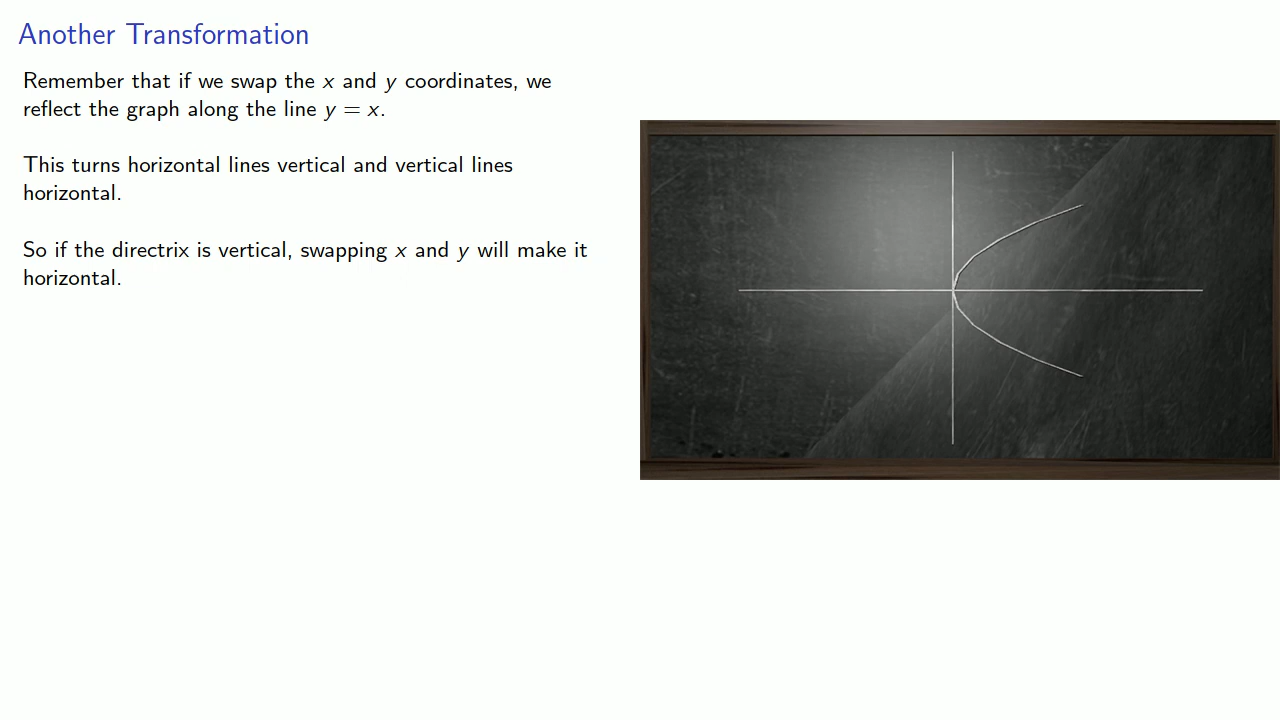 Another Transformation
Remember that if we swap the x and y coordinates, we
reflect the graph along the line y = x.
This turns horizontal lines vertical and vertical lines
horizontal.
So if the directrix is vertical, swapping x and y will make it
horizontal.